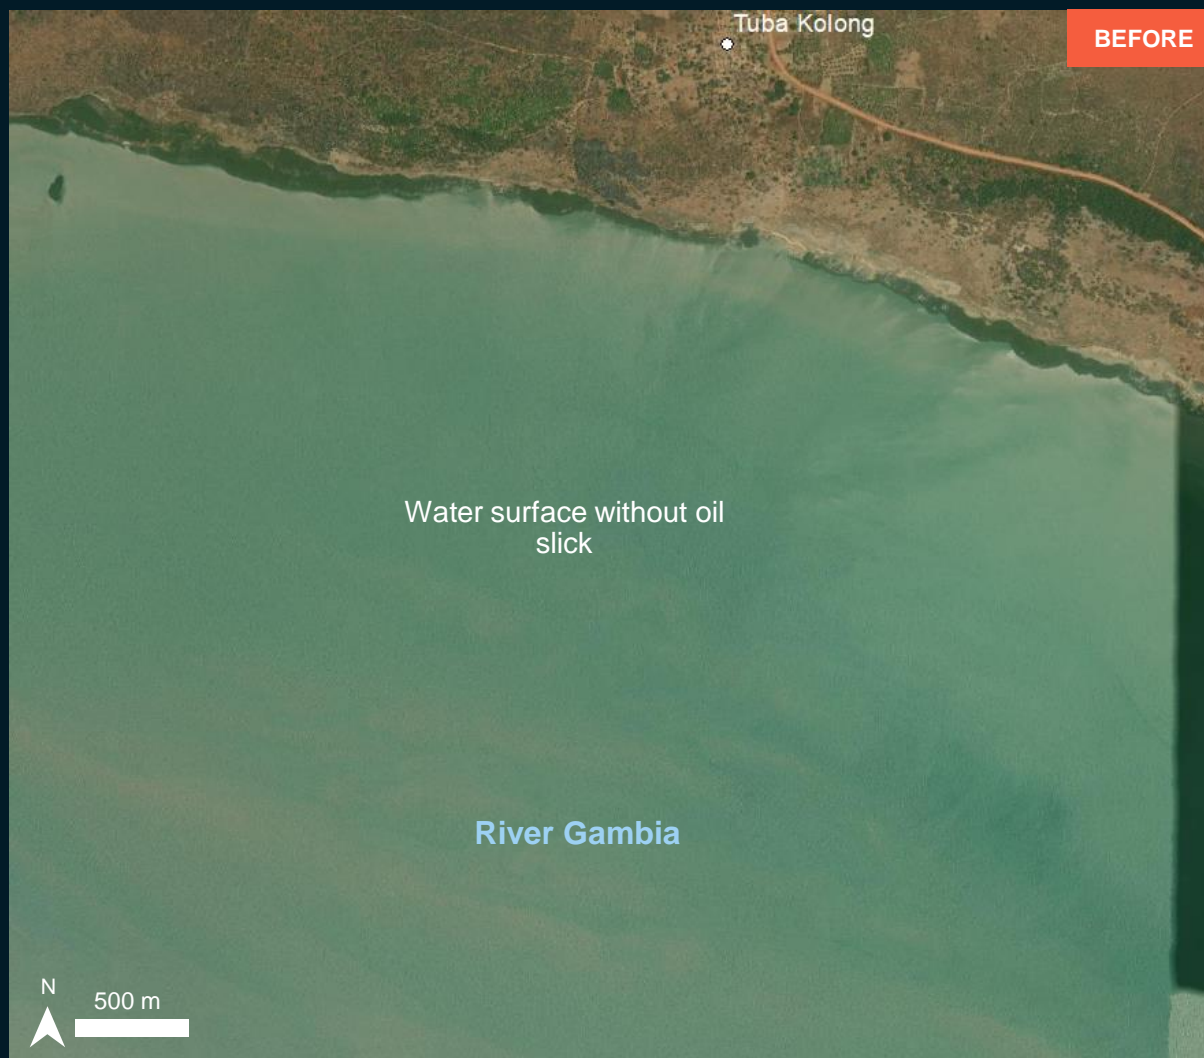 Tuba Kolong
BEFORE
Water surface without oil
slick
River Gambia
N
500 m